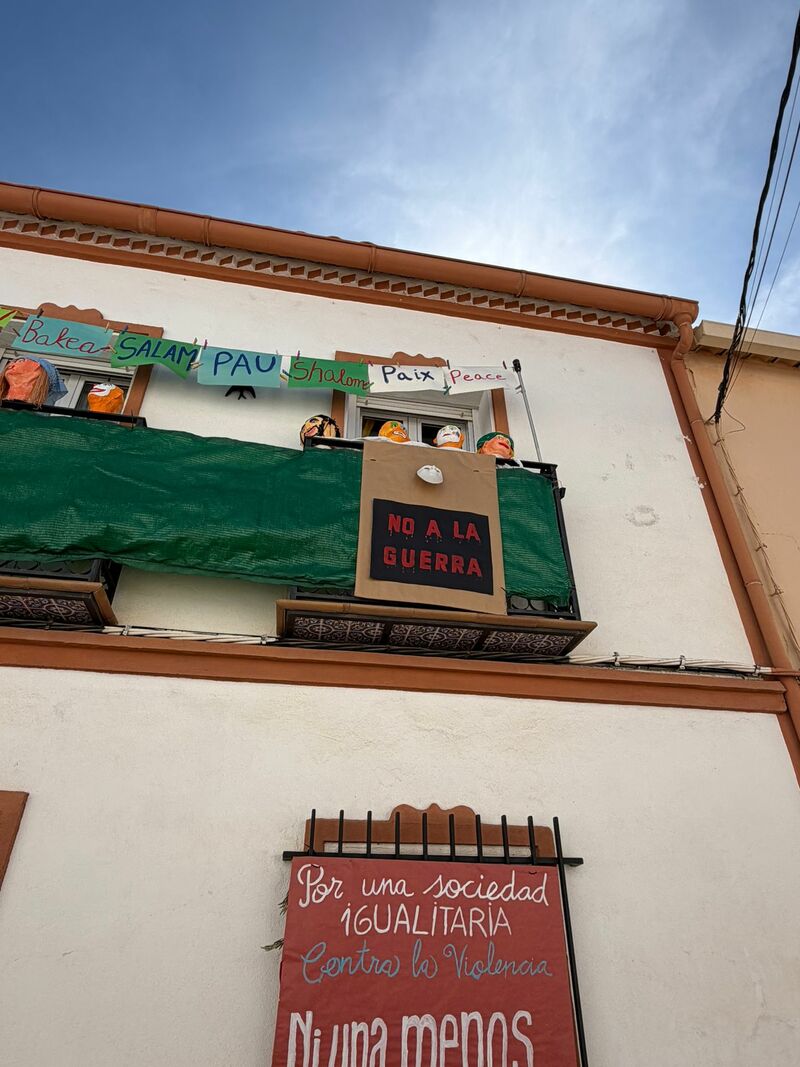 Bakea
SALAM
PAU
Shalom
Paix
Peace
NO A LA
GUERRA
Por una sociedad
iGUALiTARiA
Contra la Violencia
Ni una menos